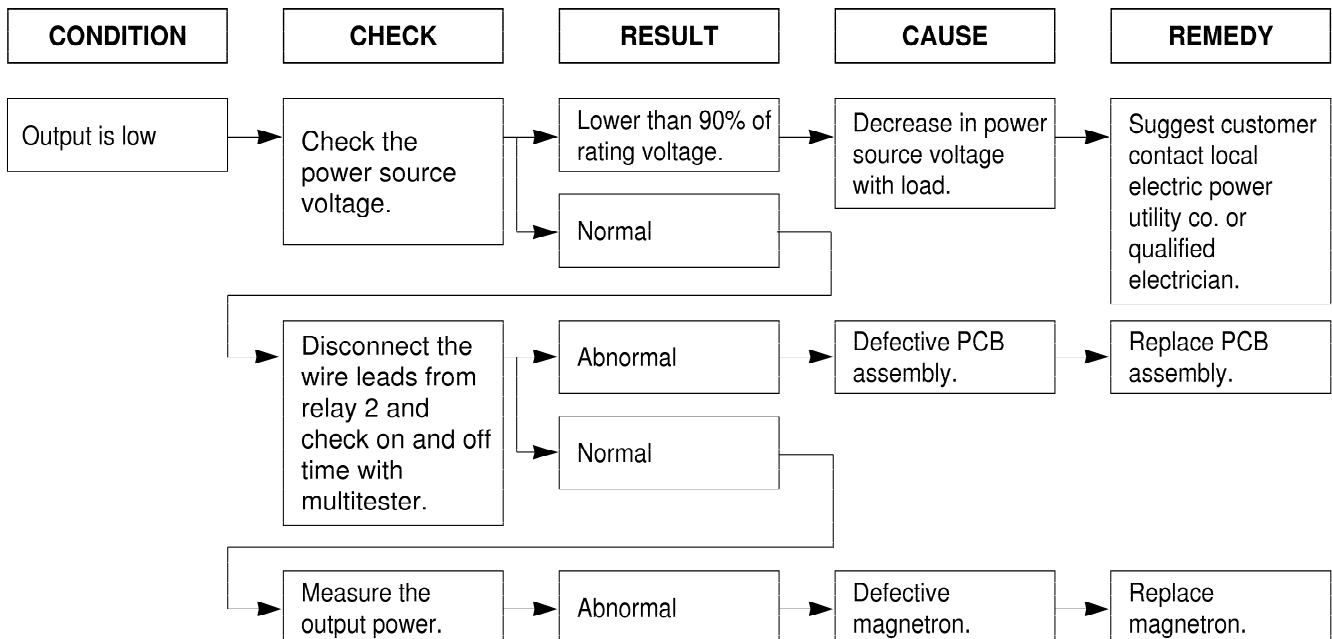 CONDITION
CHECK
RESULT
CAUSE
REMEDY
Output is low
Check the
power source
voltage.
Lower than 90% of
rating voltage.
Decrease in power
source voltage
with load.
Suggest customer
contact local
electric power
utility co. or
qualified
electrician.
Normal
Disconnect the
wire leads from
relay 2 and
check on and off
time with
multitester.
Abnormal
Defective PCB
assembly.
Replace PCB
assembly.
Normal
Measure the
output power.
Abnormal
Defective
magnetron.
Replace
magnetron.